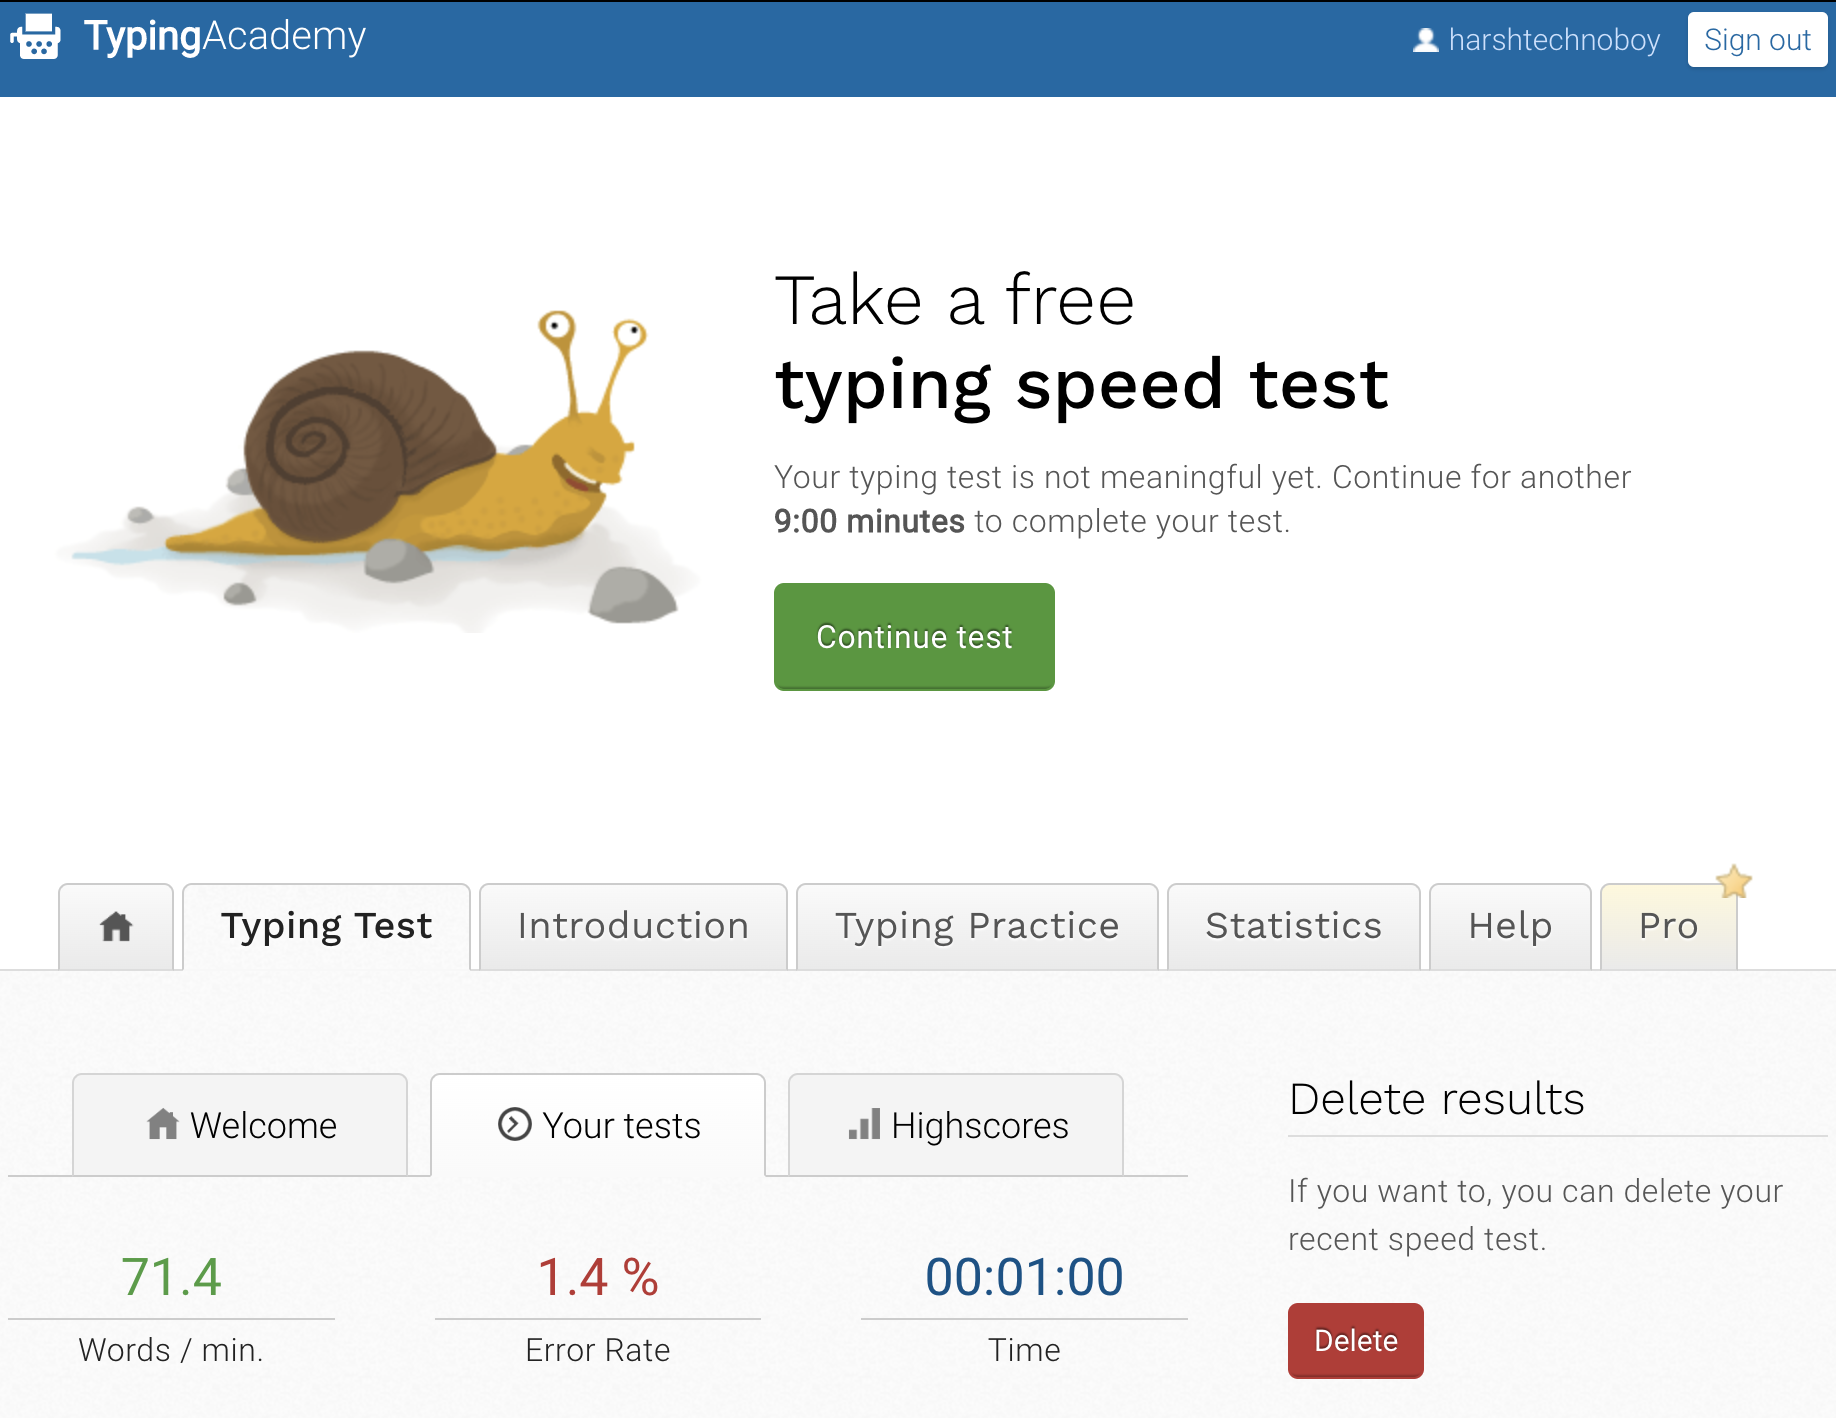 TypingAcademy
harshtechnoboy
Sign out
Take a free
typing speed test
Your typing test is not meaningful yet. Continue for another
9:00 minutes to complete your test.
Continue test
Typing Test
Introduction
Typing Practice
Statistics
Help
Pro
Welcome
Your tests
Highscores
71.4
Words / min.
1.4 %
Error Rate
00:01:00
Time
Delete results
If you want to, you can delete your
recent speed test.
Delete